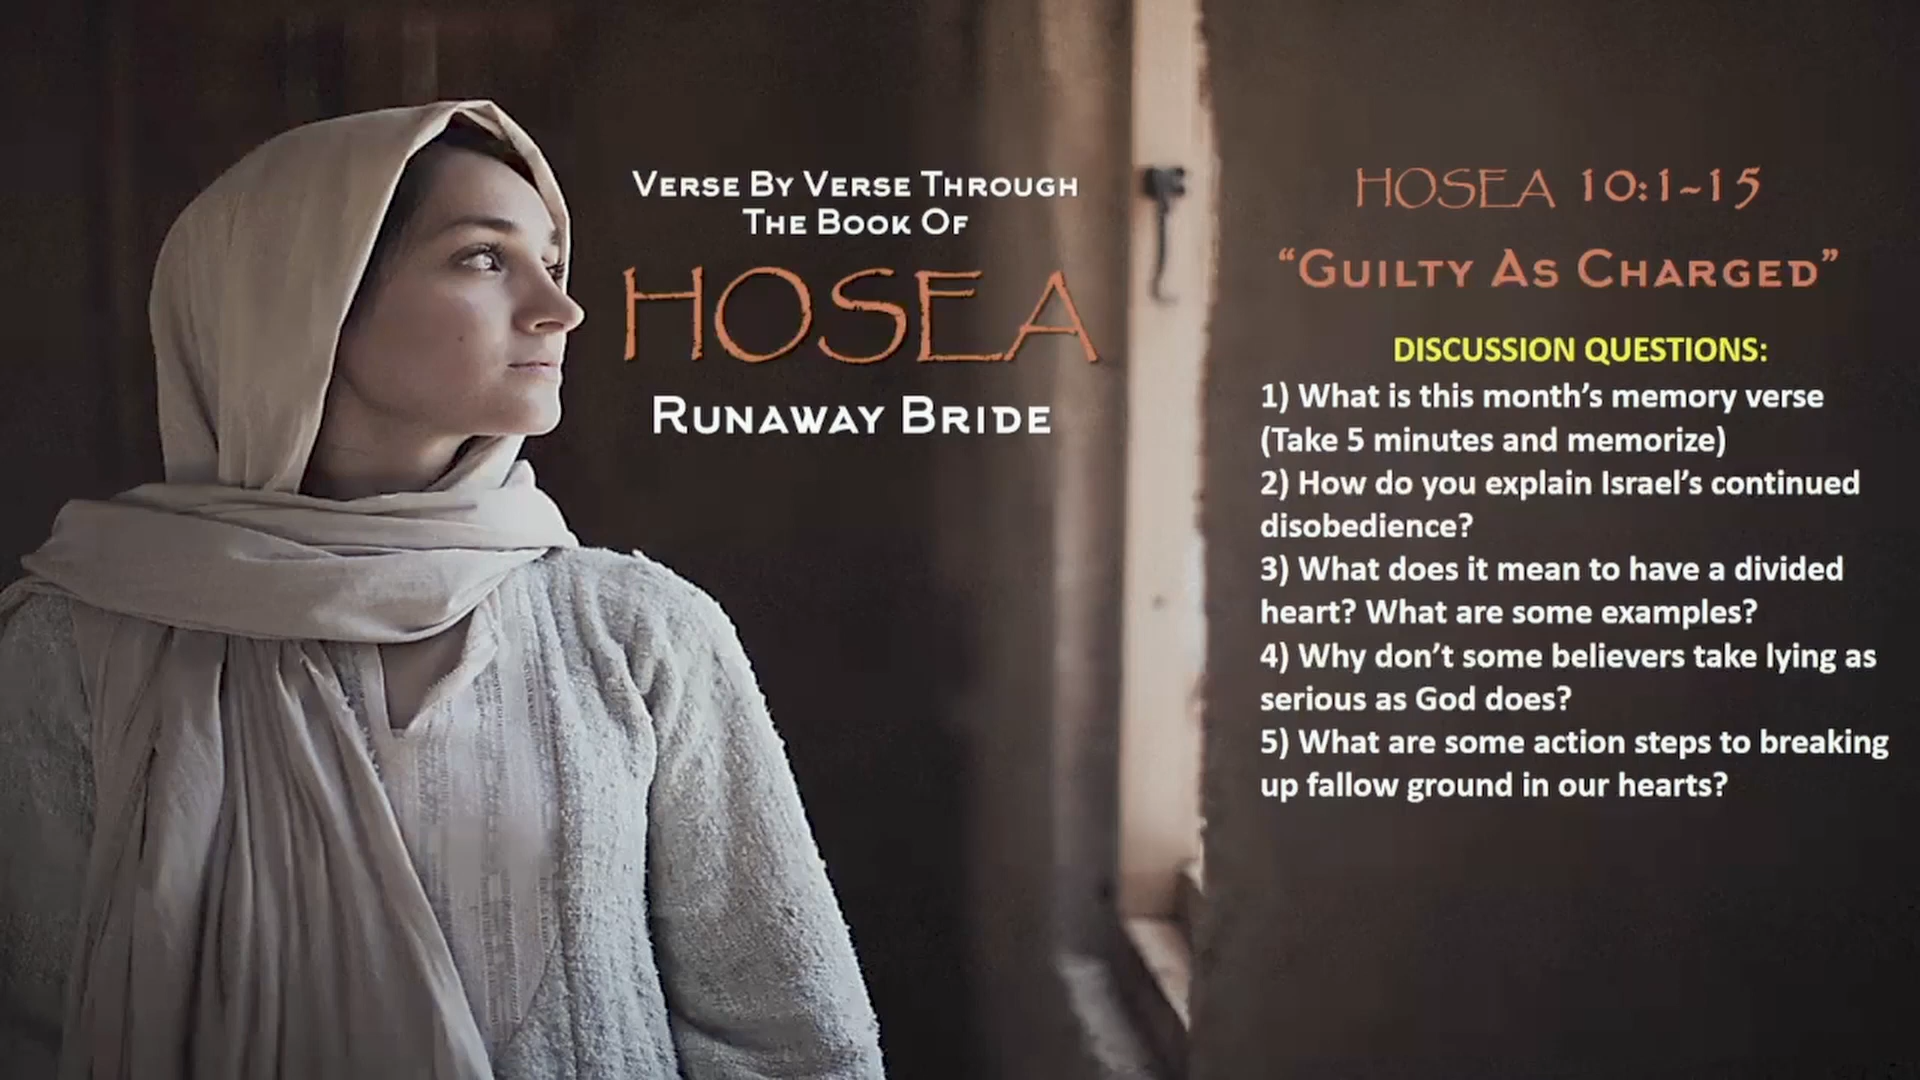 VERSE BY VERSE THROUGH
THE BOOK OF
HOSEA
RUNAWAY BRIDE
HOSEA 10:1-15
“GUILTY AS CHARGED”
DISCUSSION QUESTIONS:
1) What is this month’s memory verse
(Take 5 minutes and memorize)
2) How do you explain Israel’s continued
disobedience?
3) What does it mean to have a divided
heart? What are some examples?
4) Why don’t some believers take lying as
serious as God does?
5) What are some action steps to breaking
up fallow ground in our hearts?